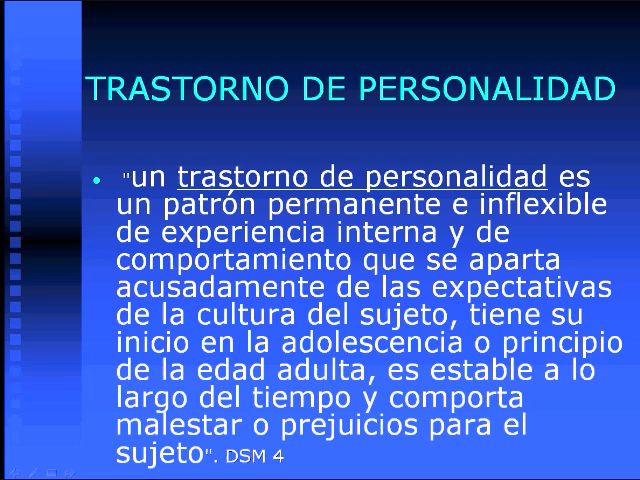 TRASTORNO DE PERSONALIDAD
• "un trastorno de personalidad es
un patrón permanente e inflexible
de experiencia interna y de
comportamiento que se aparta
acusadamente de las expectativas
de la cultura del sujeto, tiene su
inicio en la adolescencia o principio
de la edad adulta, es estable a lo
largo del tiempo y comporta
malestar o prejuicios para el
sujeto". DSM 4